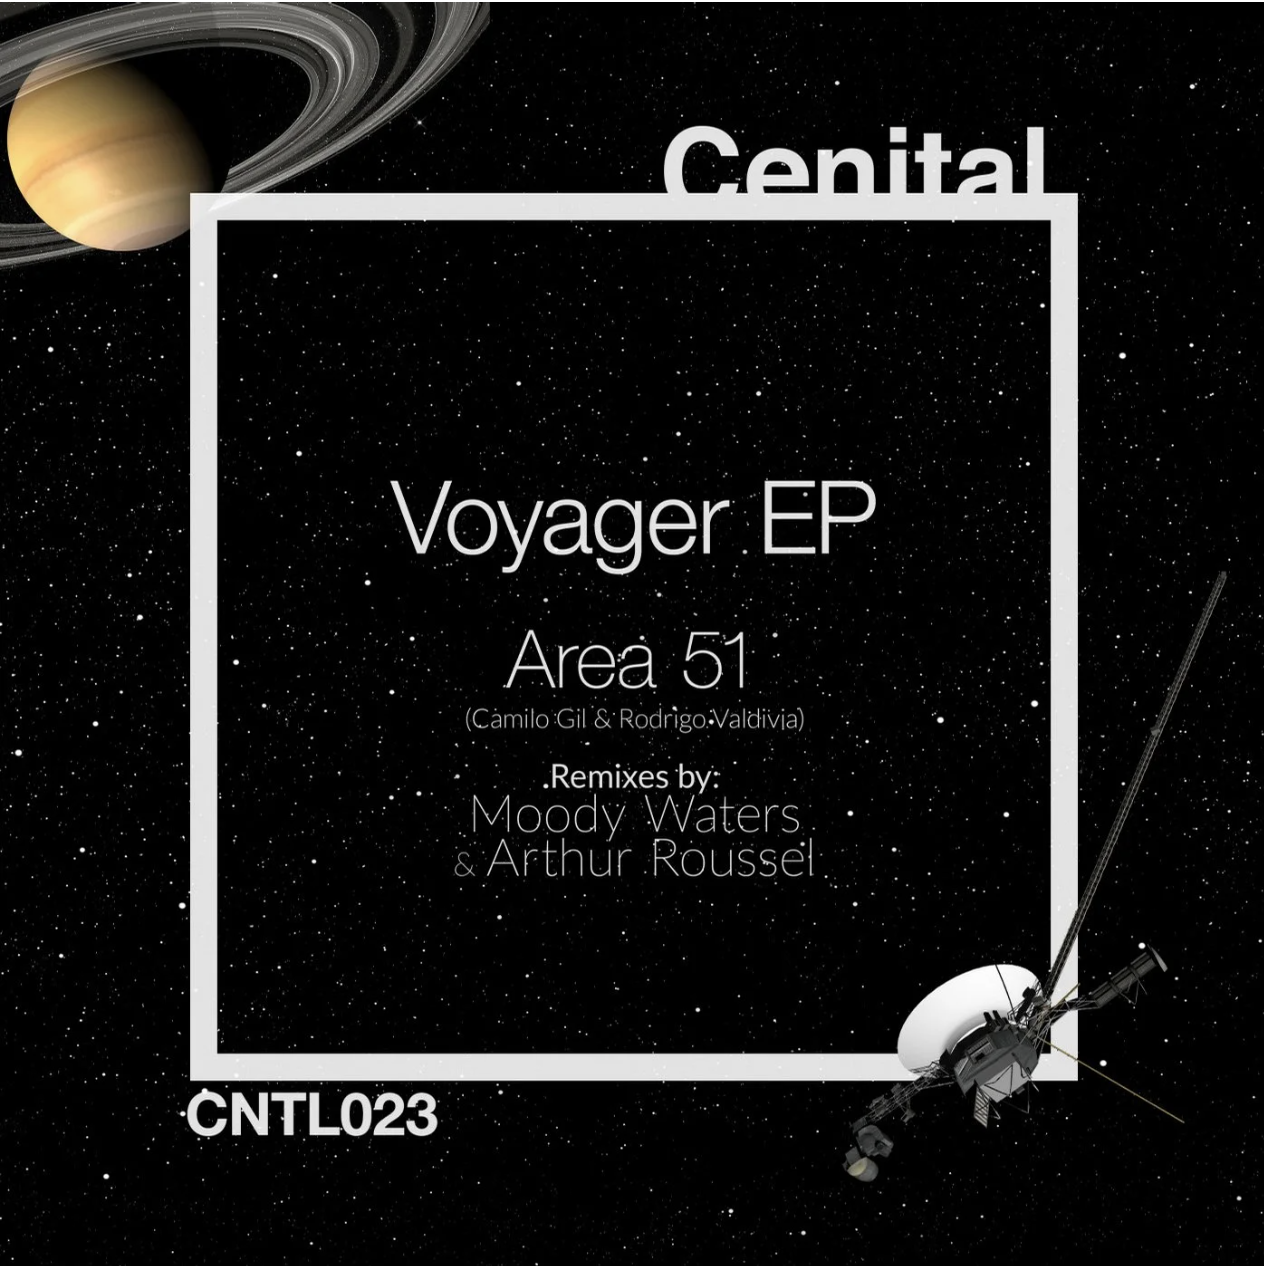 Cenital
Voyager EP
Area 51
(Camilo Gil & Rodrigo Valdivia)
Remixes by:
Moody Waters
& Arthur Roussel
CNTL023